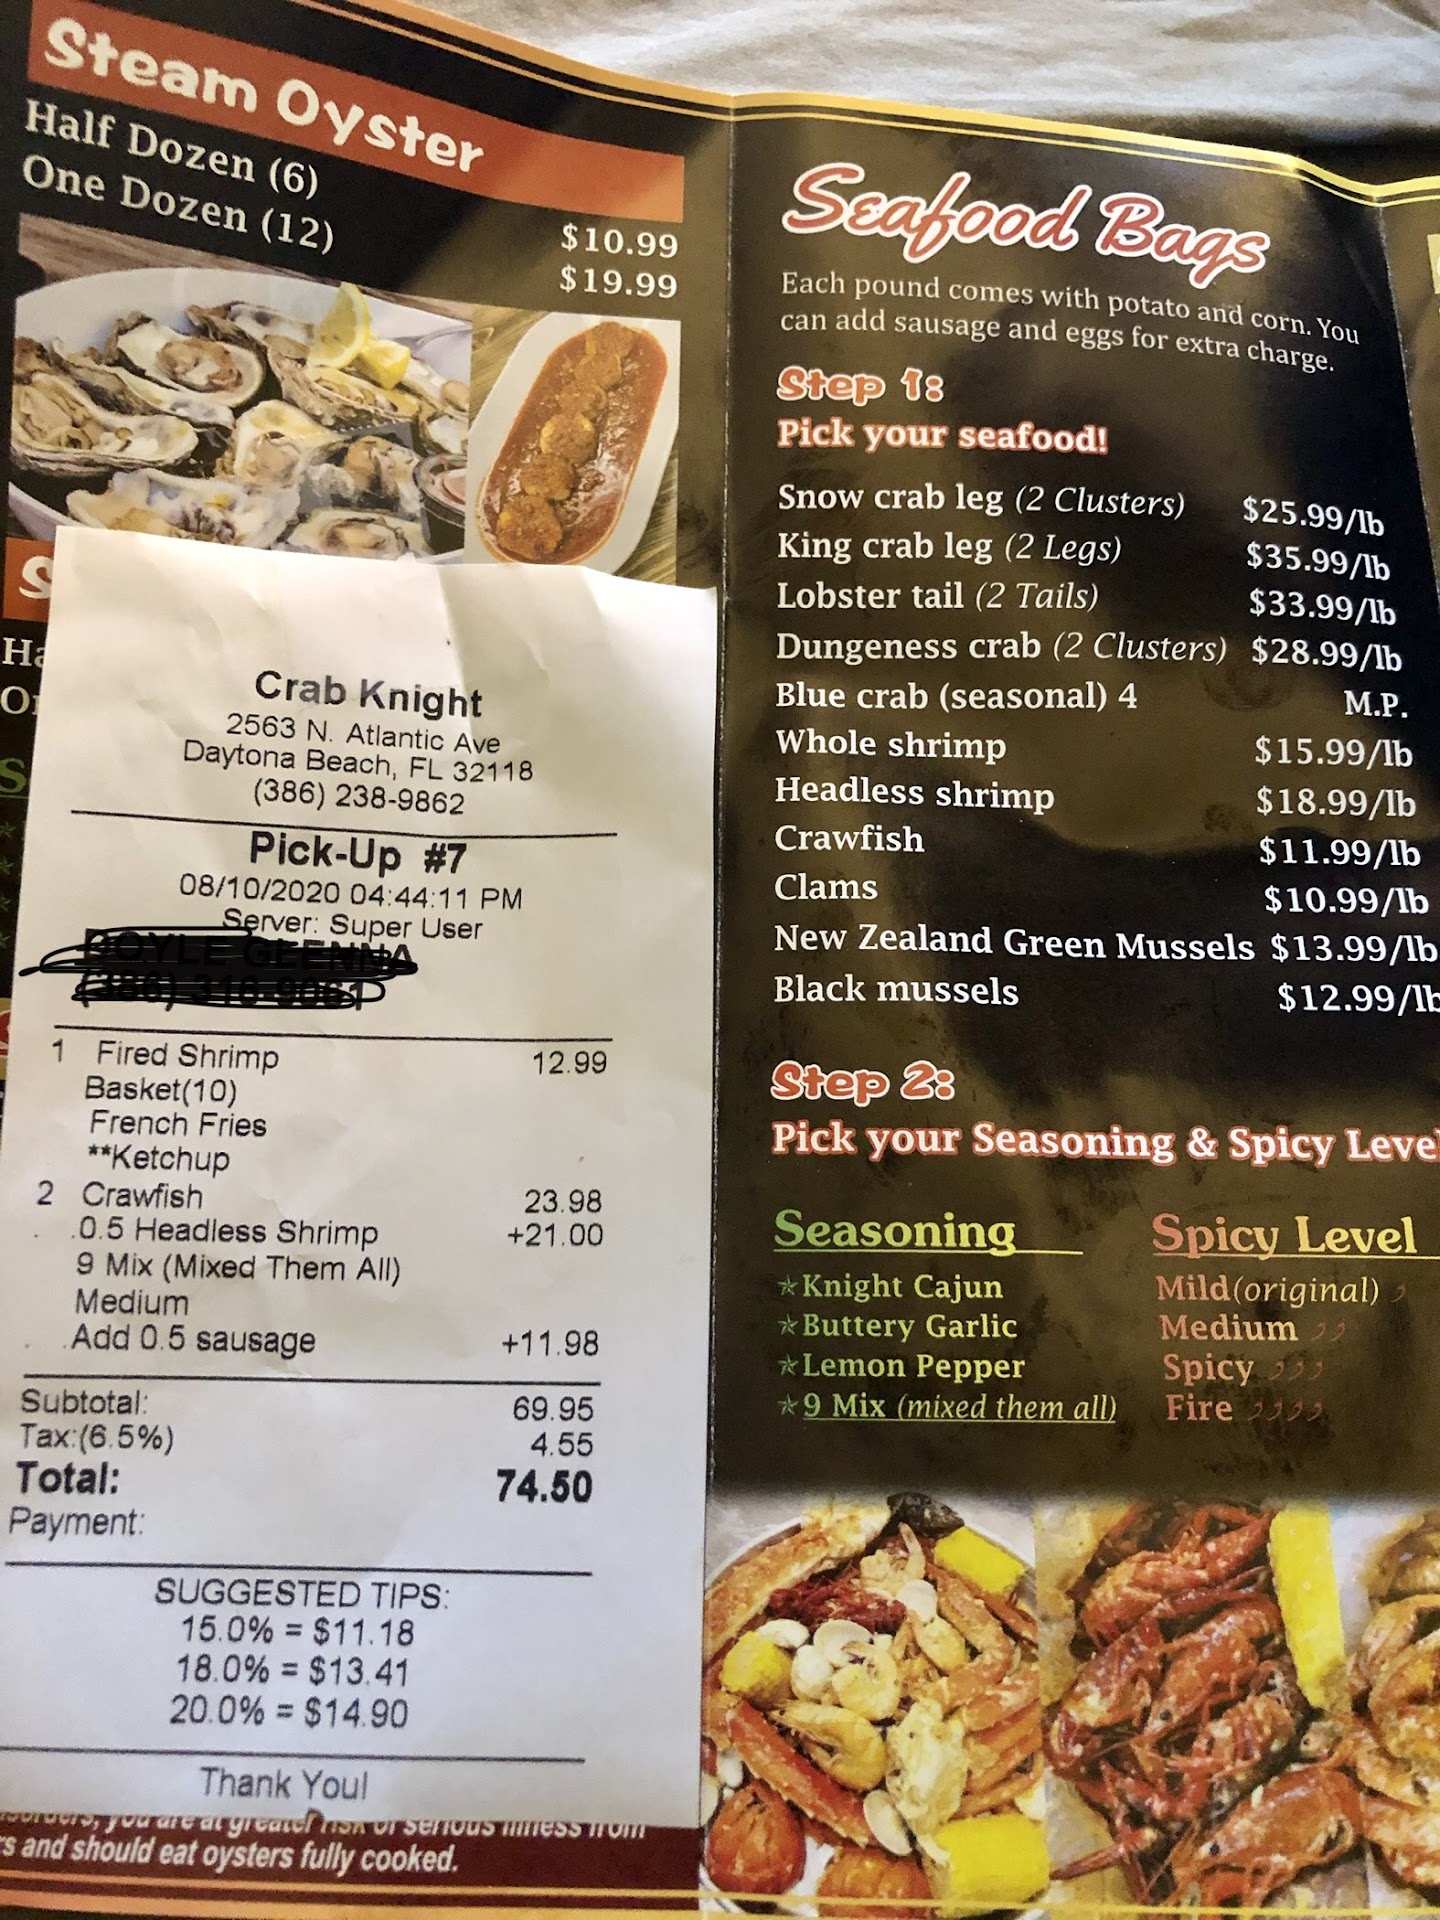 Steam Oyster
Half Dozen (6) $10.99
One Dozen (12) $19.99
Crab Knight
2563 N. Atlantic Ave
Daytona Beach, FL 32118
(386) 238-9862
Pick-Up #7
08/10/2020 04:44:11 PM
Server: Super User
1 Fired Shrimp 12.99
Basket(10)
French Fries
**Ketchup
2 Crawfish 23.98
0.5 Headless Shrimp +21.00
9 Mix (Mixed Them All)
Medium
Add 0.5 sausage +11.98
Subtotal: 69.95
Tax:(6.5%) 4.55
Total: 74.50
Payment:
SUGGESTED TIPS:
15.0% = $11.18
18.0% = $13.41
20.0% = $14.90
Thank You!
you are at greater risk of serious illness from
and should eat oysters fully cooked.
Seafood Bags
Each pound comes with potato and corn. You
can add sausage and eggs for extra charge.
Step 1:
Pick your seafood!
Snow crab leg (2 Clusters) $25.99/lb
King crab leg (2 Legs) $35.99/lb
Lobster tail (2 Tails) $33.99/lb
Dungeness crab (2 Clusters) $28.99/lb
Blue crab (seasonal) 4 M.P.
Whole shrimp $15.99/lb
Headless shrimp $18.99/lb
Crawfish $11.99/lb
Clams $10.99/lb
New Zealand Green Mussels $13.99/lb
Black mussels $12.99/lb
Step 2:
Pick your Seasoning & Spicy Level
Seasoning Spicy Level
Knight Cajun Mild(original)
Buttery Garlic Medium
Lemon Pepper Spicy
9 Mix (mixed them all) Fire